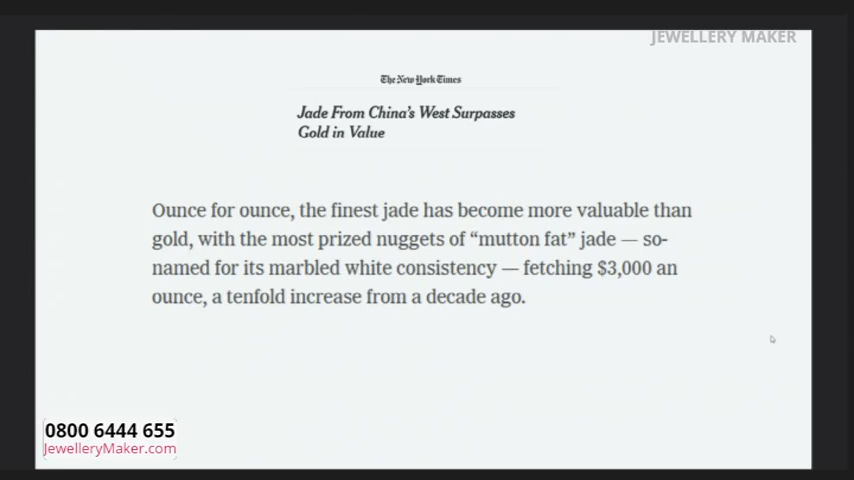 JEWELLERY MAKER
The New York Times
Jade From China's West Surpasses
Gold in Value
Ounce for ounce, the finest jade has become more valuable than
gold, with the most prized nuggets of “mutton fat” jade — so-
named for its marbled white consistency — fetching $3,000 an
ounce, a tenfold increase from a decade ago.
0800 6444 655
JewelleryMaker.com